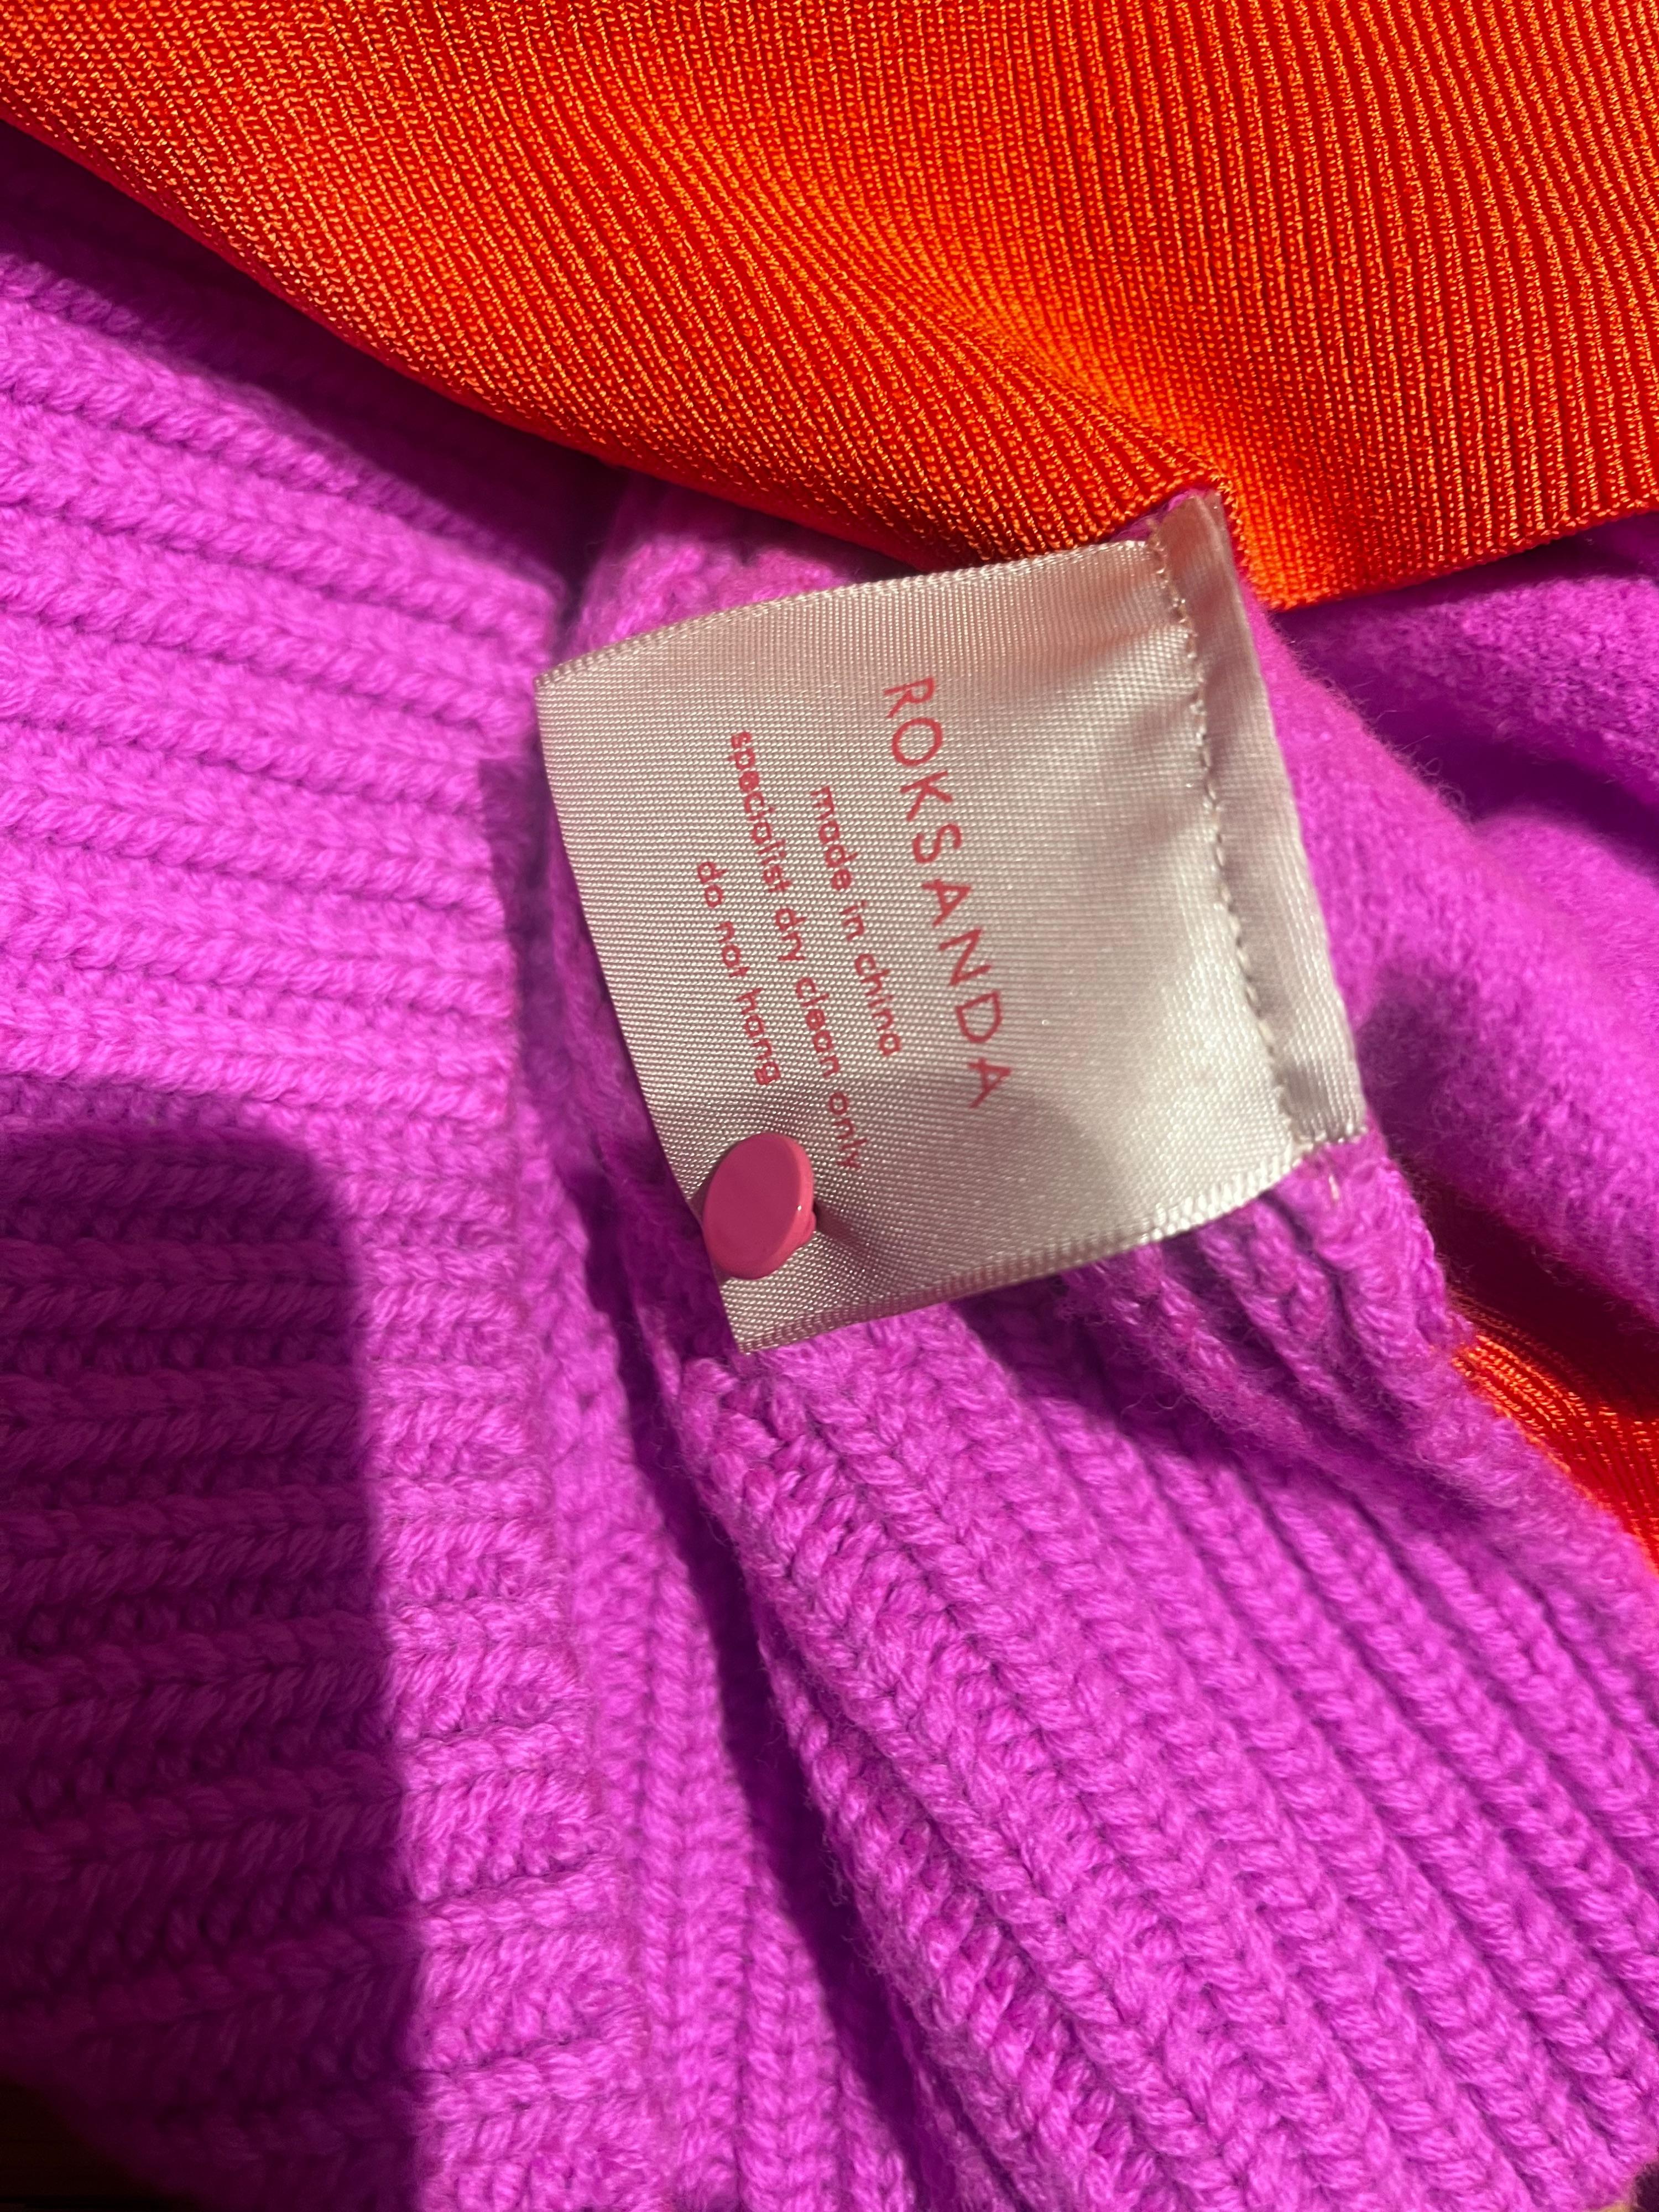 ROKSANDA
made in china
specialist dry clean only
do not hang